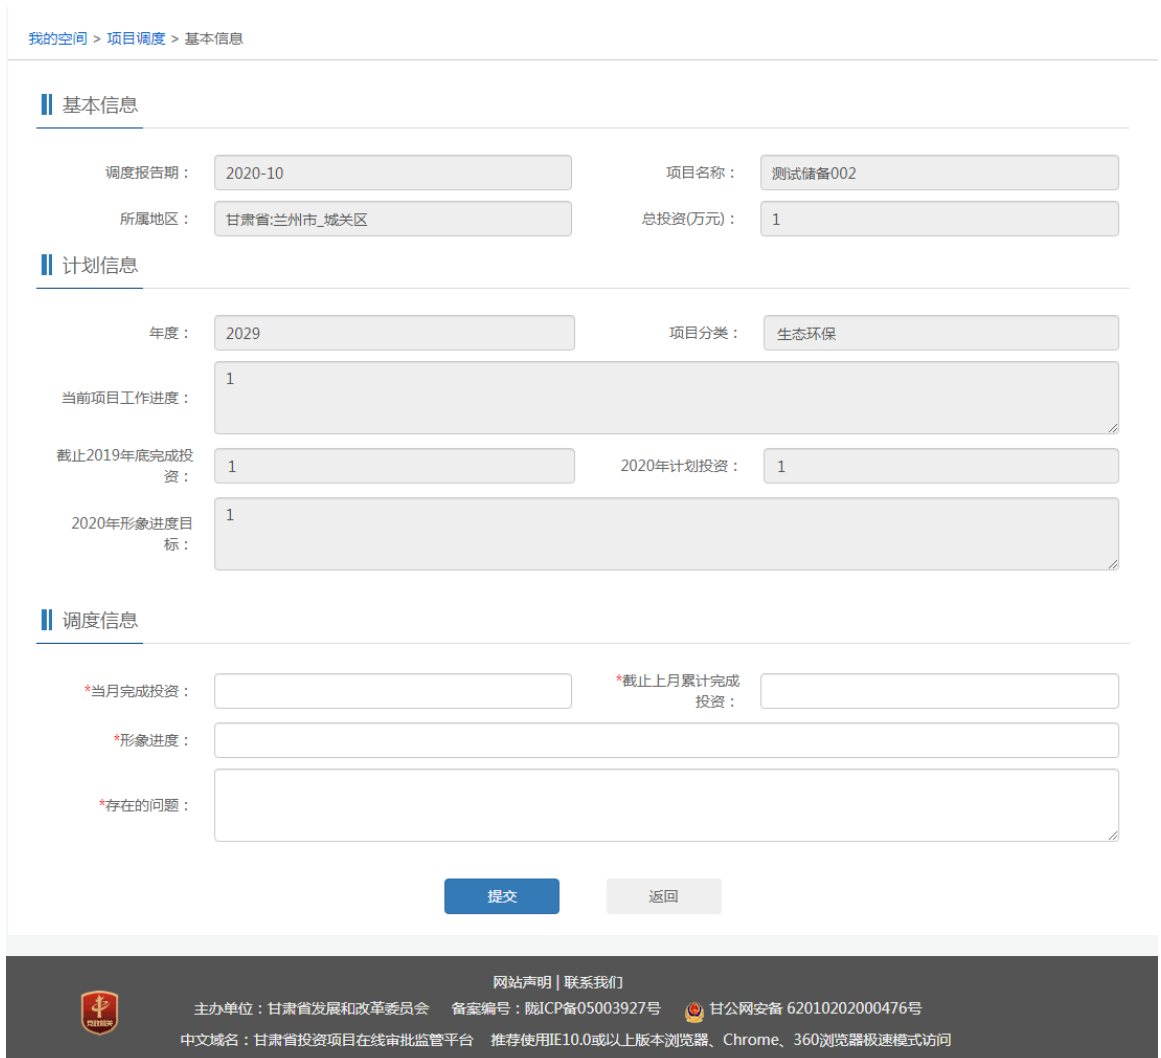 我的空间 > 项目调度 > 基本信息
基本信息
调度报告期： 2020-10 项目名称： 测试储备002
所属地区： 甘肃省:兰州市_城关区 总投资(万元)： 1
计划信息
年度： 2029 项目分类： 生态环保
当前项目工作进度： 1
截止2019年底完成投
资： 1 2020年计划投资： 1
2020年形象进度目
标： 1
调度信息
*当月完成投资： *截止上月累计完成
投资：
*形象进度：
*存在的问题：
提交 返回
网站声明 | 联系我们
党政机关
主办单位：甘肃省发展和改革委员会 备案编号：陇ICP备05003927号 甘公网安备 62010202000476号
中文域名：甘肃省投资项目在线审批监管平台 推荐使用IE10.0或以上版本浏览器、Chrome、360浏览器极速模式访问